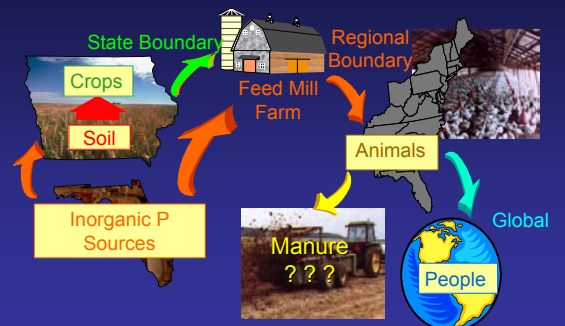 State Boundary
Regional
Boundary
Crops
Soil
Feed Mill
Farm
Animals
Inorganic P
Sources
Manure
? ? ?
Global
People